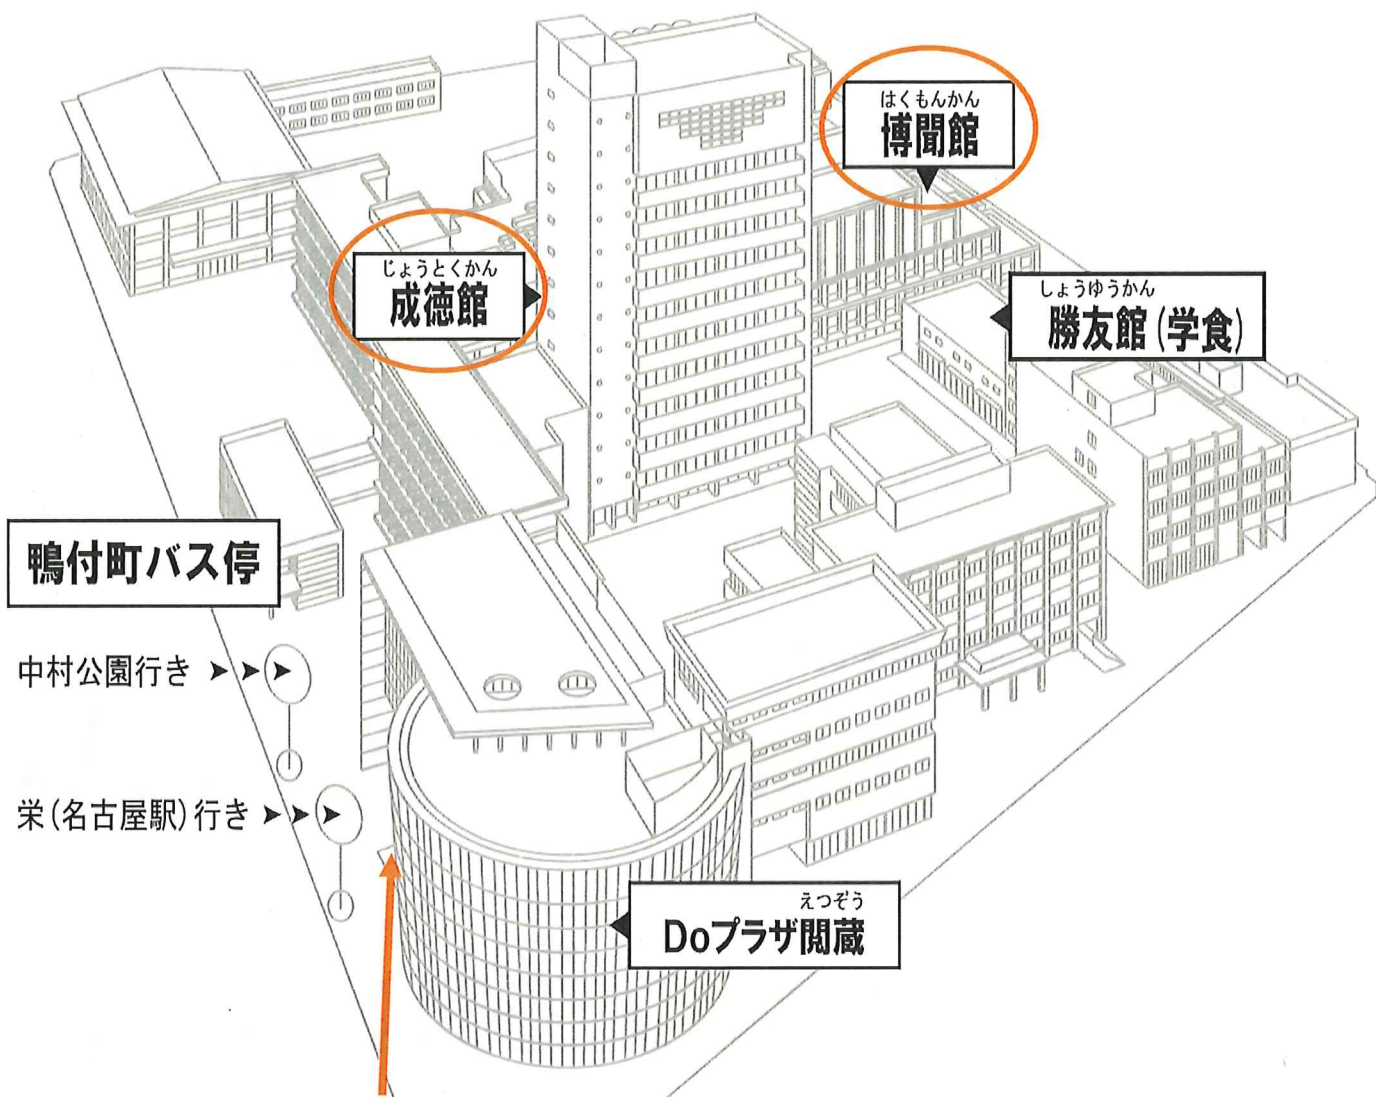 はくもんかん
博聞館
じょうとくかん
成徳館
しょうゆうかん
勝友館(学食)
鴨付町バス停
中村公園行き
栄(名古屋駅)行き
えつぞう
Doプラザ閲蔵